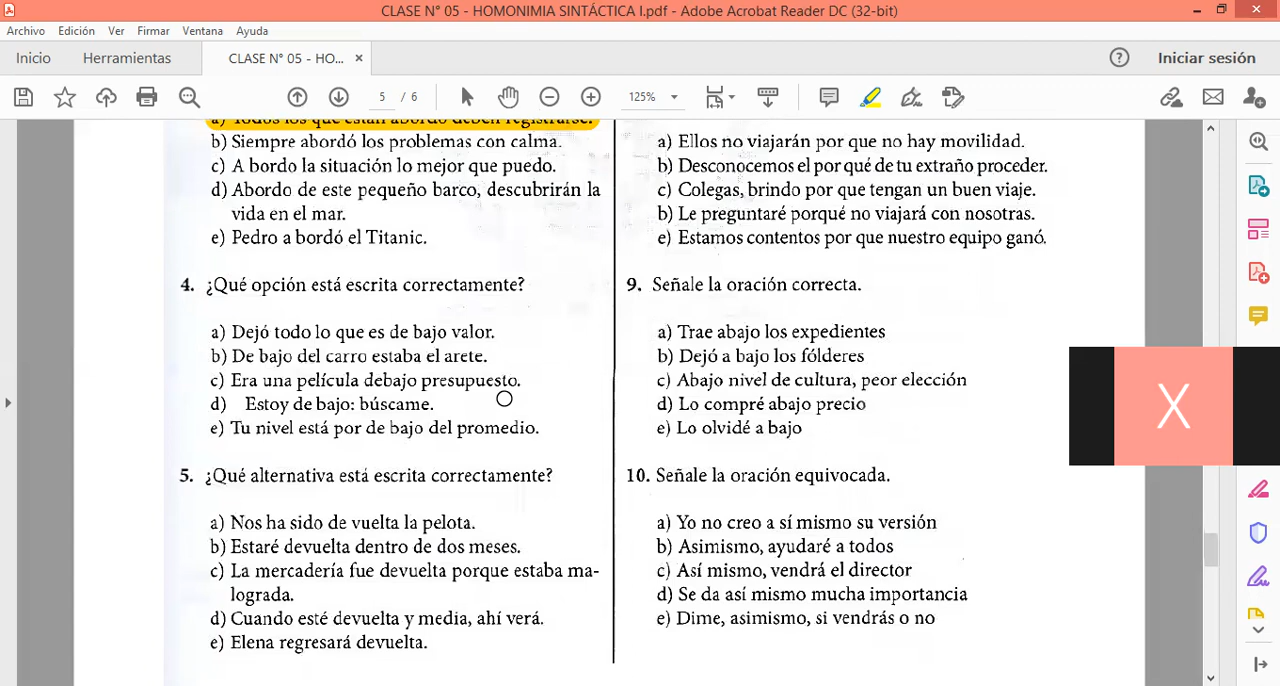 CLASE N° 05 - HOMONIMIA SINTÁCTICA I.pdf - Adobe Acrobat Reader DC (32-bit)
Archivo Edición Ver Firmar Ventana Ayuda
Inicio Herramientas CLASE N° 05 - HO... × Iniciar sesión
5 / 6 125%
a) Todos los que están abordo deben registrarse.
b) Siempre abordó los problemas con calma.
c) A bordo la situación lo mejor que puedo.
d) Abordo de este pequeño barco, descubrirán la
vida en el mar.
e) Pedro a bordó el Titanic.
4. ¿Qué opción está escrita correctamente?
a) Dejó todo lo que es de bajo valor.
b) De bajo del carro estaba el arete.
c) Era una película debajo presupuesto.
d) Estoy de bajo: búscame.
e) Tu nivel está por de bajo del promedio.
5. ¿Qué alternativa está escrita correctamente?
a) Nos ha sido de vuelta la pelota.
b) Estaré devuelta dentro de dos meses.
c) La mercadería fue devuelta porque estaba ma-
lograda.
d) Cuando esté devuelta y media, ahí verá.
e) Elena regresará devuelta.
a) Ellos no viajarán por que no hay movilidad.
b) Desconocemos el por qué de tu extraño proceder.
c) Colegas, brindo por que tengan un buen viaje.
b) Le preguntaré porqué no viajará con nosotras.
e) Estamos contentos por que nuestro equipo ganó.
9. Señale la oración correcta.
a) Trae abajo los expedientes
b) Dejó a bajo los fólderes
c) Abajo nivel de cultura, peor elección
d) Lo compré abajo precio
e) Lo olvidé a bajo
10. Señale la oración equivocada.
a) Yo no creo a sí mismo su versión
b) Asimismo, ayudaré a todos
c) Así mismo, vendrá el director
d) Se da así mismo mucha importancia
e) Dime, asimismo, si vendrás o no
X